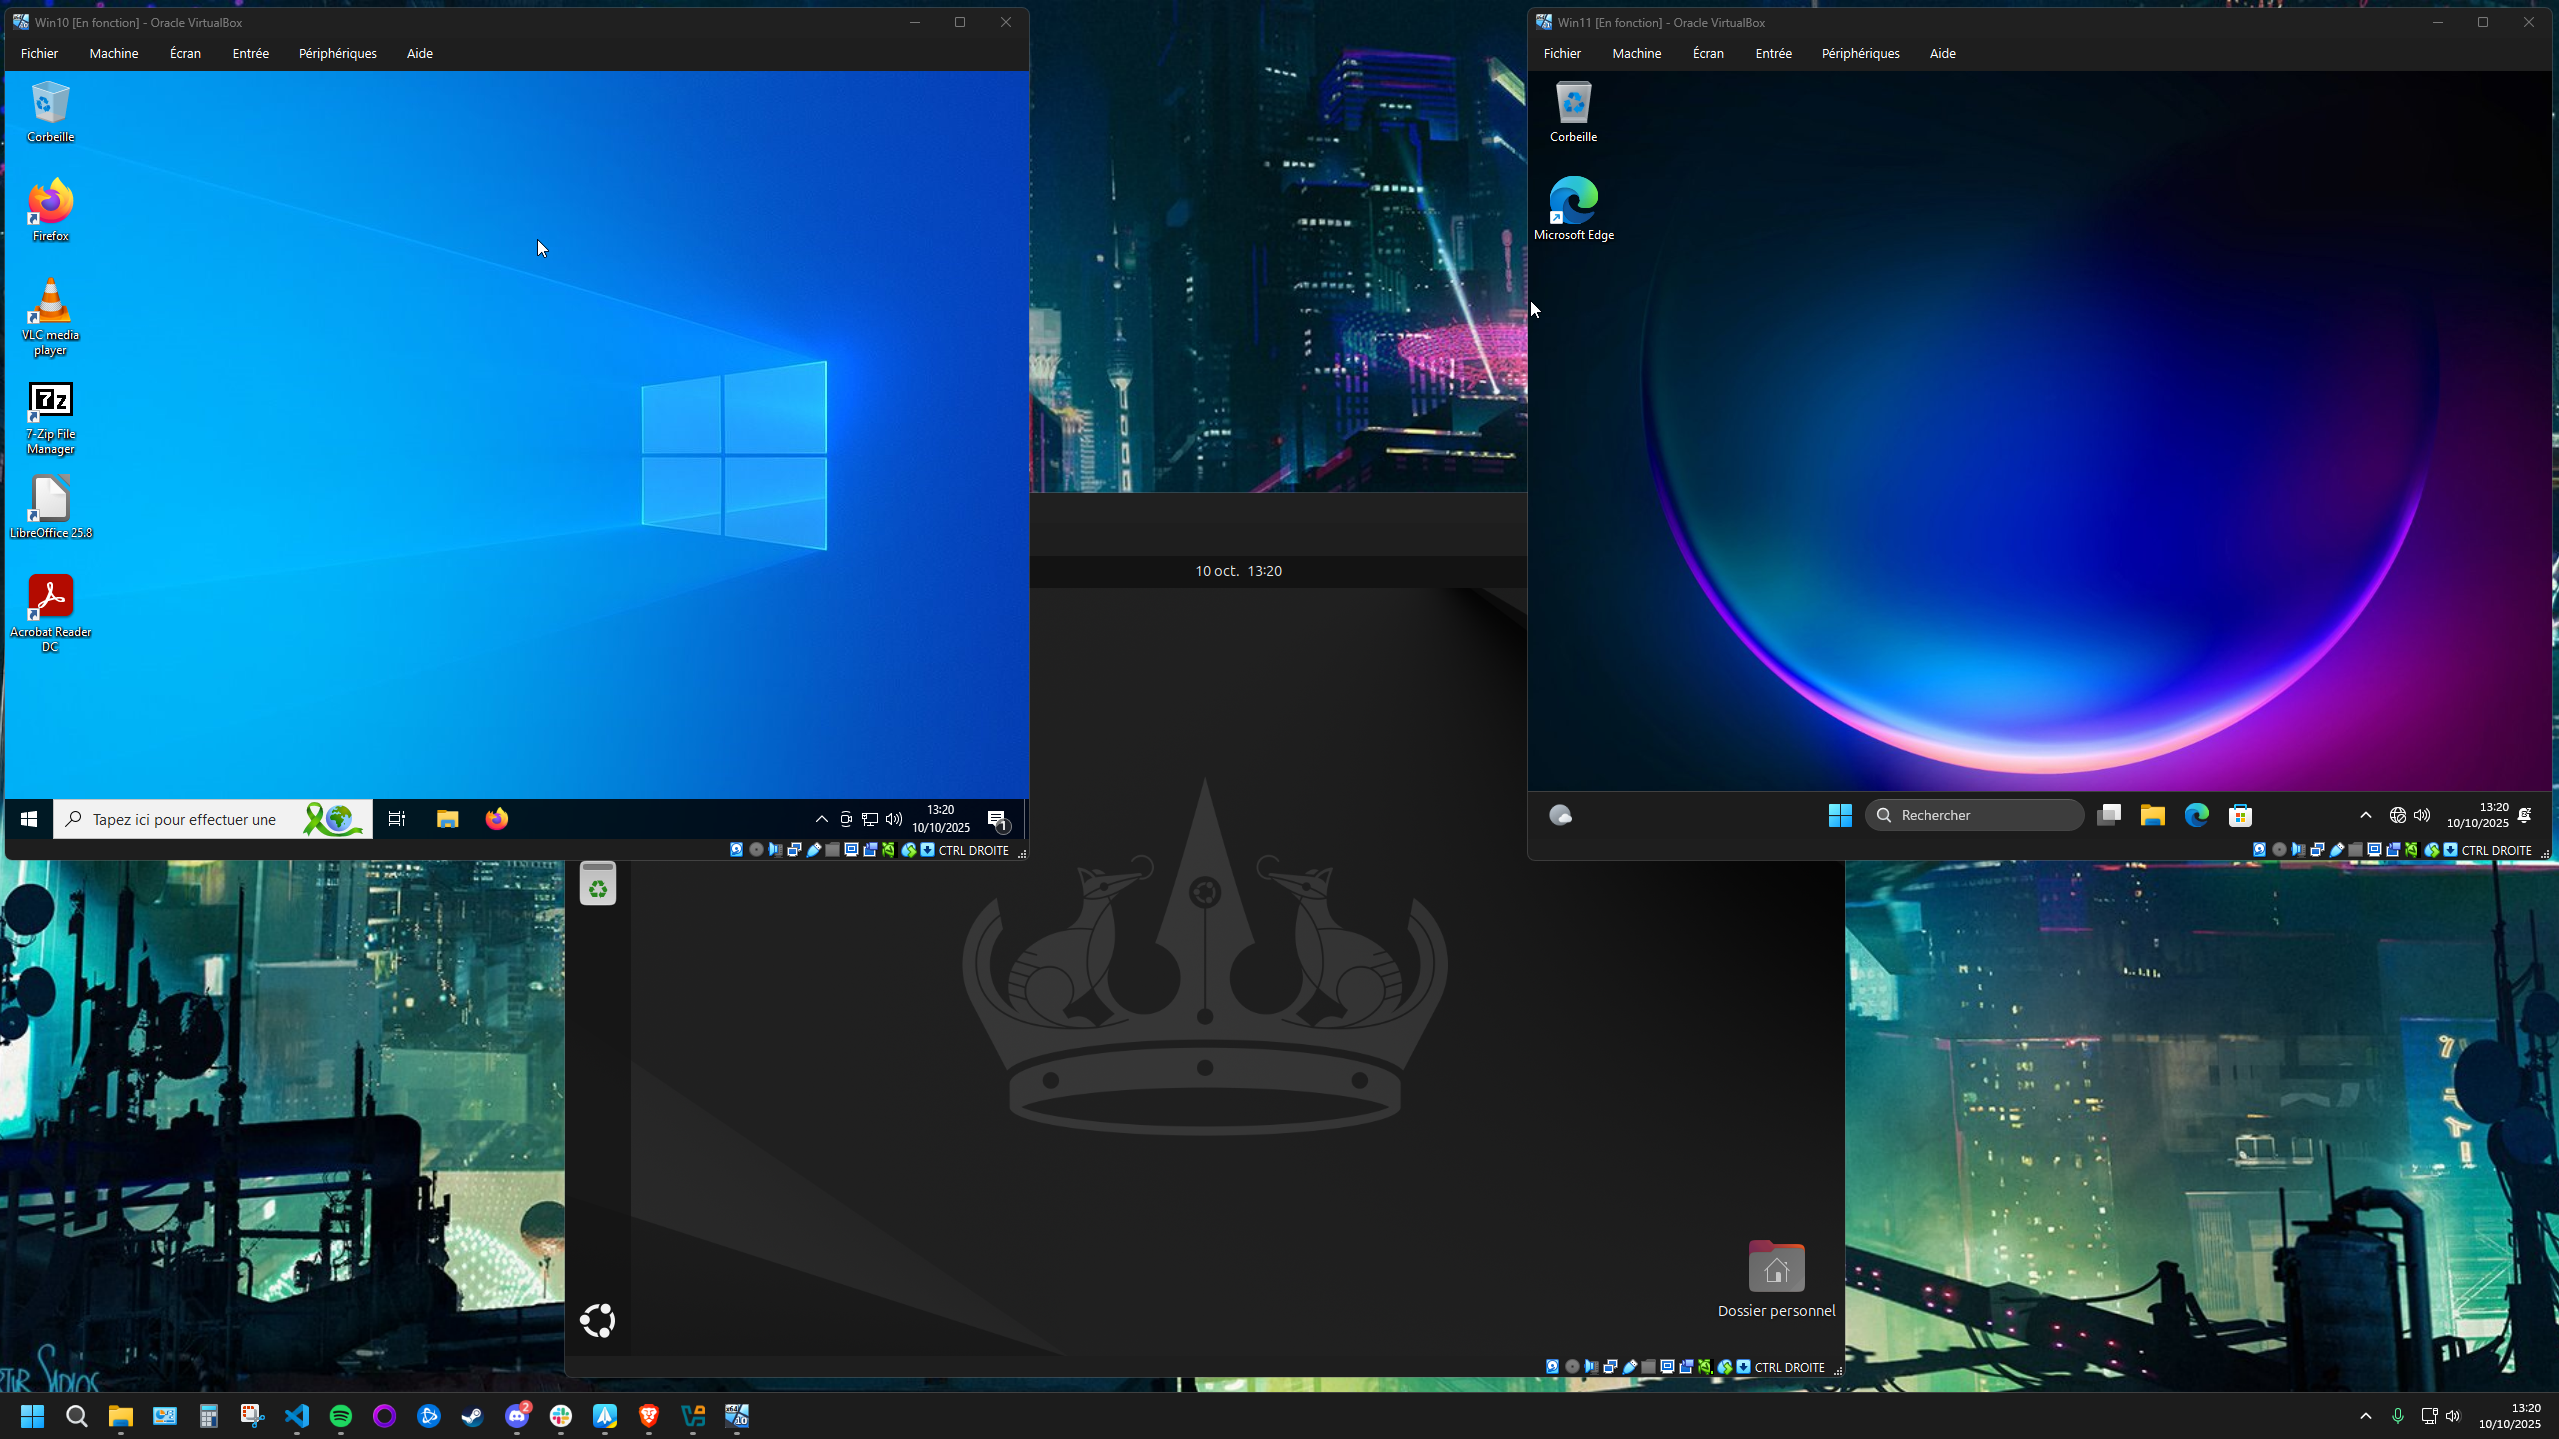 Win10 [En fonction] - Oracle VirtualBox
Fichier Machine Écran Entrée Périphériques Aide
Corbeille
Firefox
VLC media
player
7-Zip File
Manager
LibreOffice 25.8
Acrobat Reader
DC
Tapez ici pour effectuer une
13:20
10/10/2025
1
CTRL DROITE
Win11 [En fonction] - Oracle VirtualBox
Fichier Machine Écran Entrée Périphériques Aide
Corbeille
Microsoft Edge
Rechercher
13:20
10/10/2025
CTRL DROITE
10 oct. 13:20
Dossier personnel
CTRL DROITE
2
13:20
10/10/2025